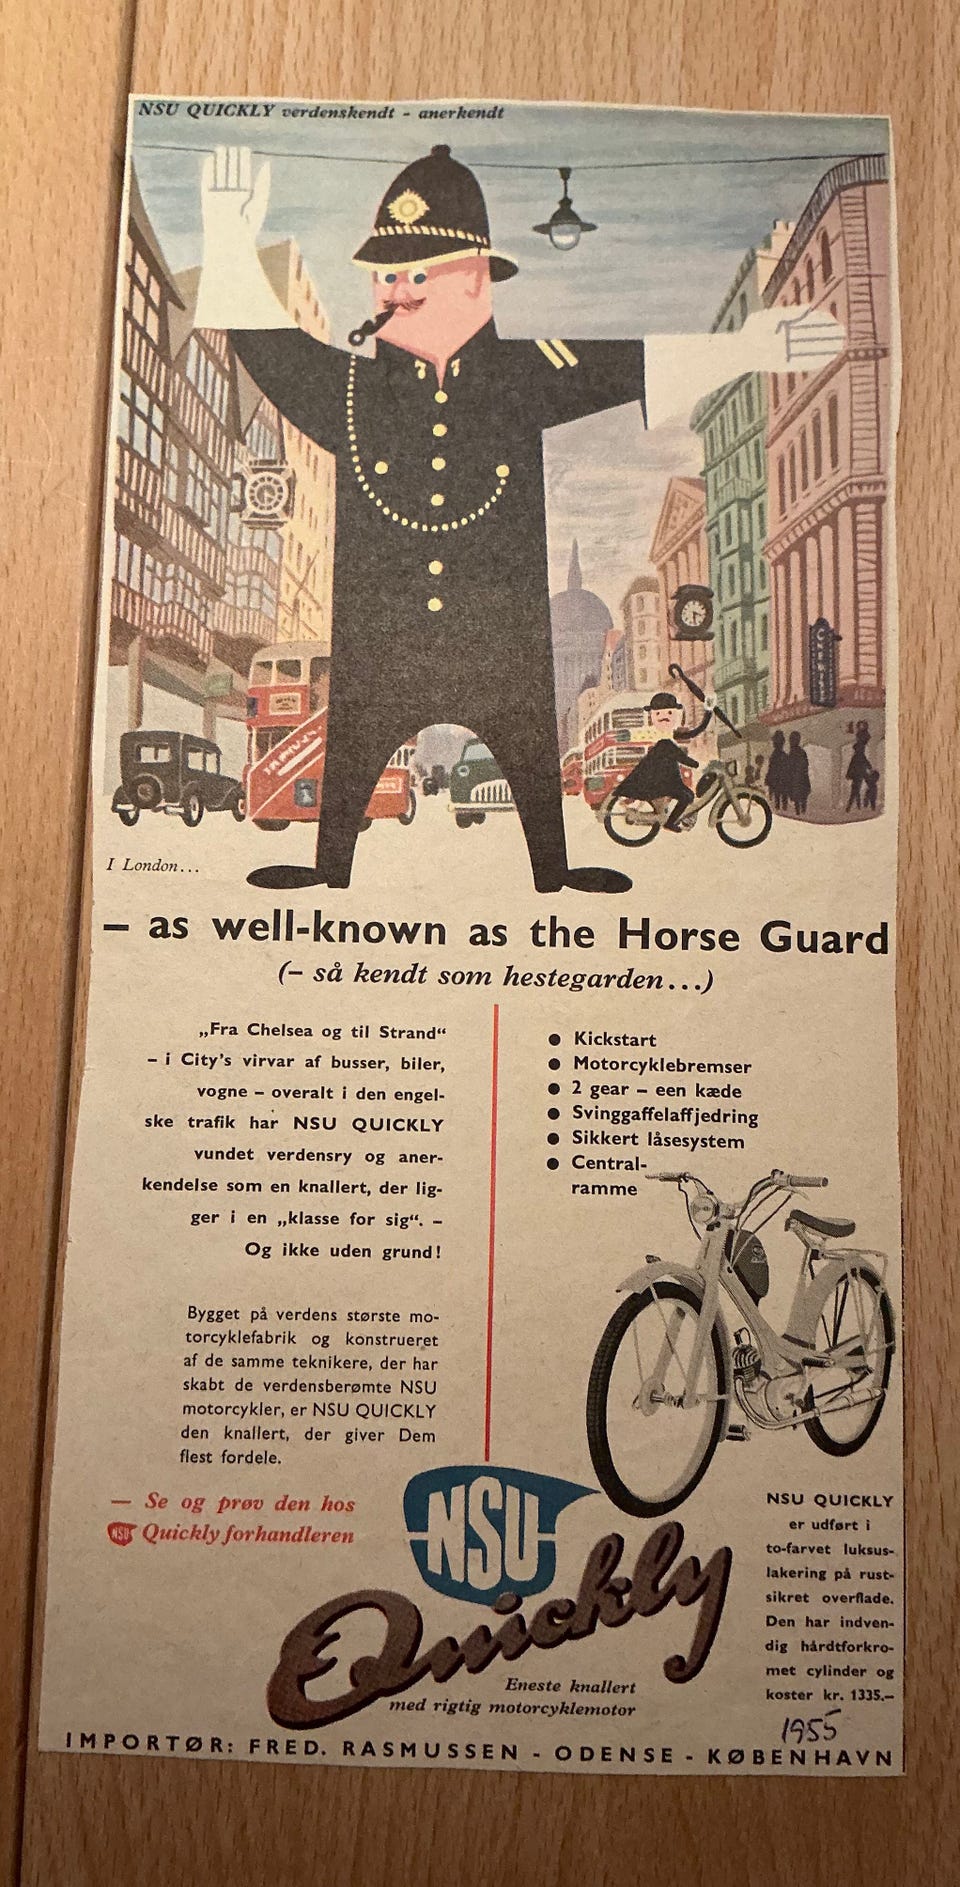 NSU QUICKLY verdenskendt - anerkendt
I London...
– as well-known as the Horse Guard
(– så kendt som hestegarden...)
„Fra Chelsea og til Strand“
– i City's virvar af busser, biler,
vogne – overalt i den engel-
ske trafik har NSU QUICKLY
vundet verdensry og aner-
kendelse som en knallert, der lig-
ger i en „klasse for sig“. –
Og ikke uden grund!
Bygget på verdens største mo-
torcyklefabrik og konstrueret
af de samme teknikere, der har
skabt de verdensberømte NSU
motorcykler, er NSU QUICKLY
den knallert, der giver Dem
flest fordele.
— Se og prøv den hos
NSU Quickly forhandleren
● Kickstart
● Motorcyklebremser
● 2 gear – een kæde
● Svinggaffelaffjedring
● Sikkert låsesystem
● Central-
ramme
NSU
Quickly
Eneste knallert
med rigtig motorcyklemotor
NSU QUICKLY
er udført i
to-farvet luksus-
lakering på rust-
sikret overflade.
Den har indven-
dig hårdtforkro-
met cylinder og
koster kr. 1335.–
1955
IMPORTØR: FRED. RASMUSSEN - ODENSE - KØBENHAVN